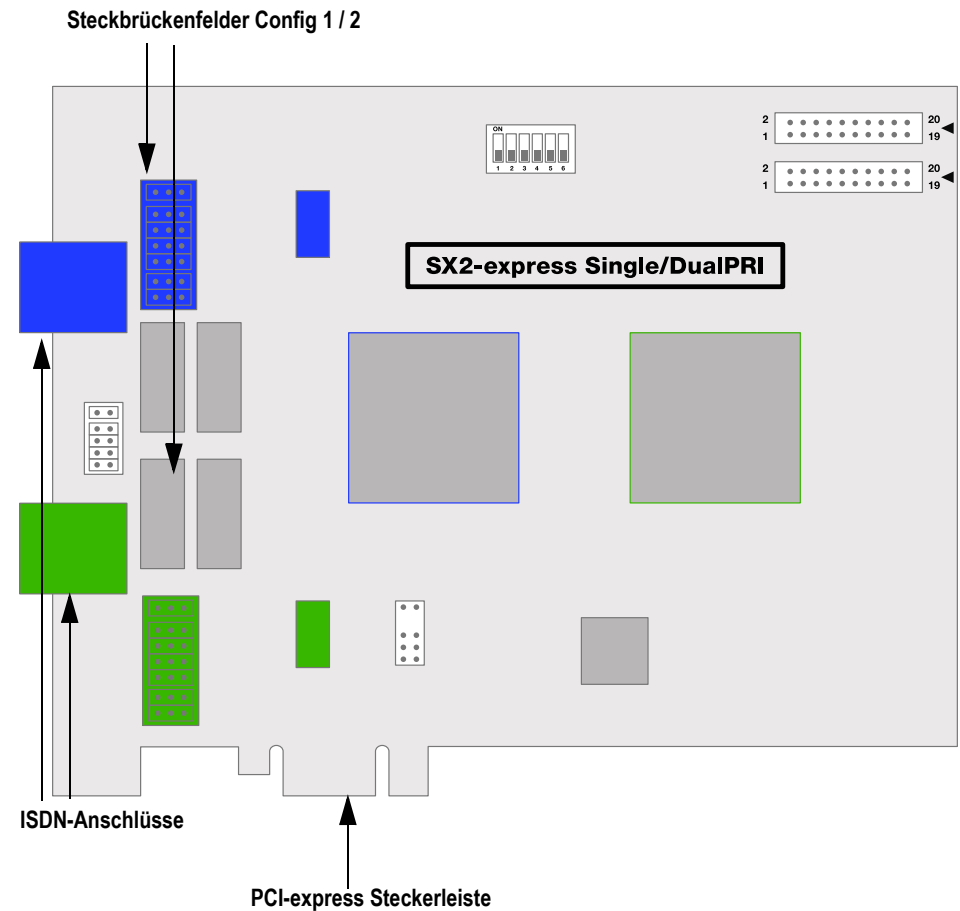 Steckbrückenfelder Config 1 / 2
ON
1 2 3 4 5 6
2 20
1 19
2 20
1 19
SX2-express Single/DualPRI
ISDN-Anschlüsse
PCI-express Steckerleiste